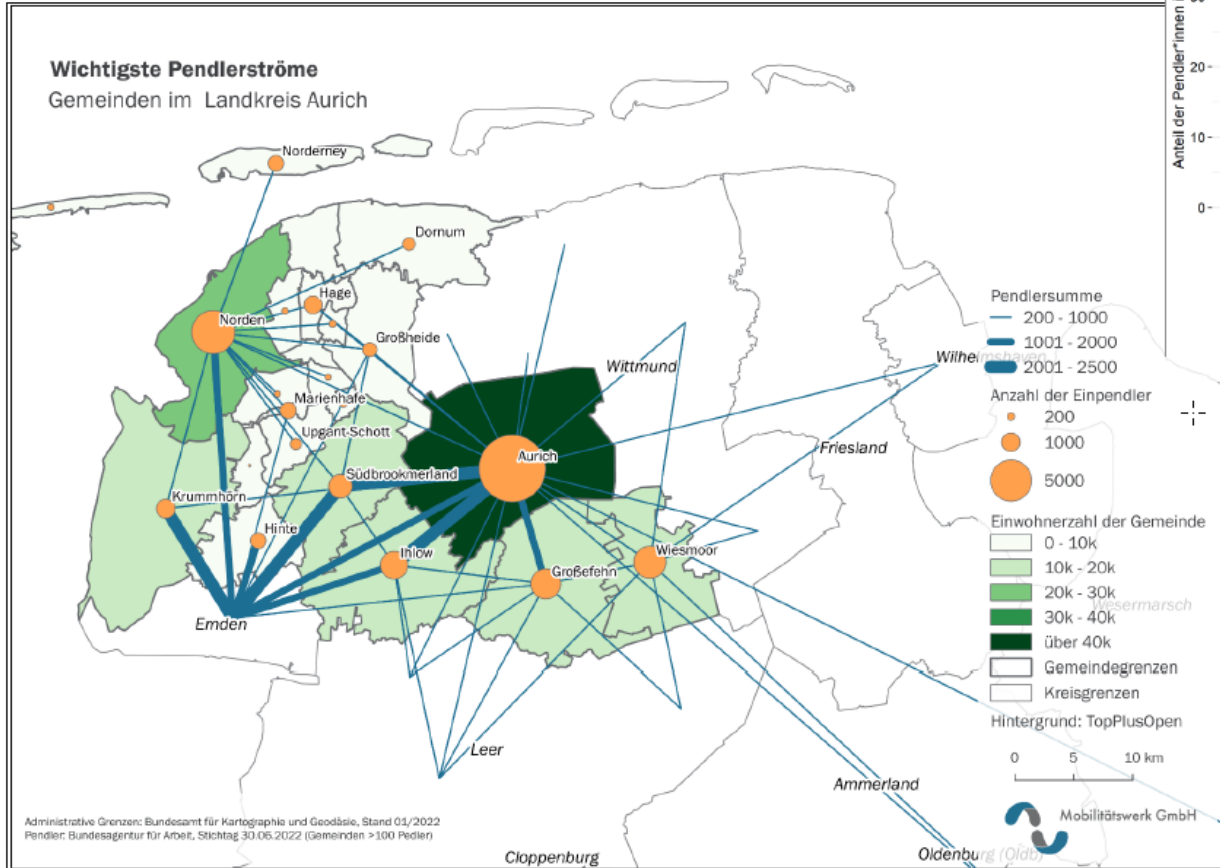 Wichtigste Pendlerströme
Gemeinden im Landkreis Aurich
Norderney
Dornum
Hage
Norden
Großheide
Marienhafe
Upgant-Schott
Südbrookmerland
Krummhörn
Hinte
Ihlow
Aurich
Großefehn
Wiesmoor
Emden
Wittmund
Wilhelmshaven
Friesland
Wesermarsch
Leer
Ammerland
Cloppenburg
Oldenburg (Oldb)
Pendlersumme
200 - 1000
1001 - 2000
2001 - 2500
Anzahl der Einpendler
200
1000
5000
Einwohnerzahl der Gemeinde
0 - 10k
10k - 20k
20k - 30k
30k - 40k
über 40k
Gemeindegrenzen
Kreisgrenzen
Hintergrund: TopPlusOpen
0 5 10 km
Mobilitätswerk GmbH
Administrative Grenzen: Bundesamt für Kartographie und Geodäsie, Stand 01/2022
Pendler: Bundesagentur für Arbeit, Stichtag 30.06.2022 (Gemeinden >100 Pedler)
Anteil der Pendler*innen
20
10
0